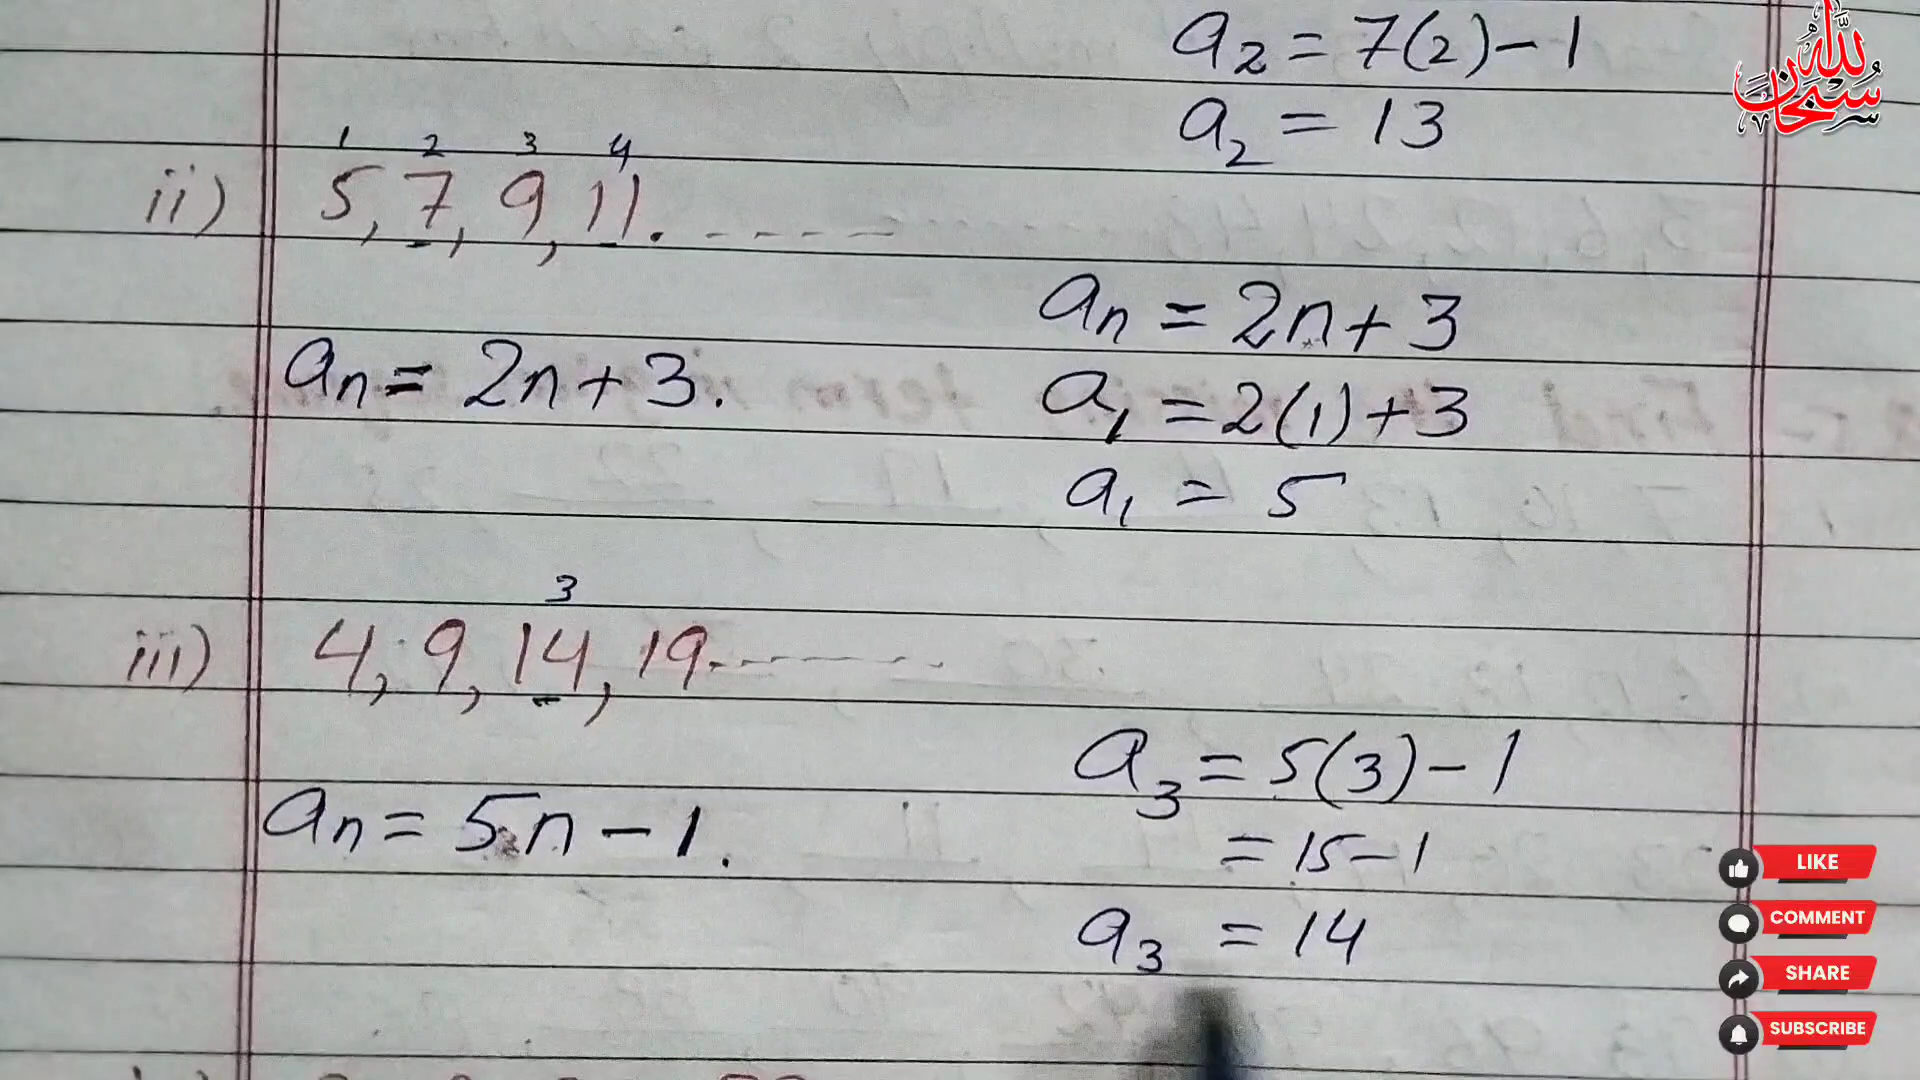 a2 = 7(2) - 1
a2 = 13
سبحان الله
1 2 3 4
ii) 5, 7, 9, 11. - - - - - -
an = 2n + 3
an = 2n + 3.
a1 = 2(1) + 3
a1 = 5
3
iii) 4, 9, 14, 19 - - - - - -
a3 = 5(3) - 1
an = 5n - 1.
= 15 - 1
a3 = 14
LIKE
COMMENT
SHARE
SUBSCRIBE